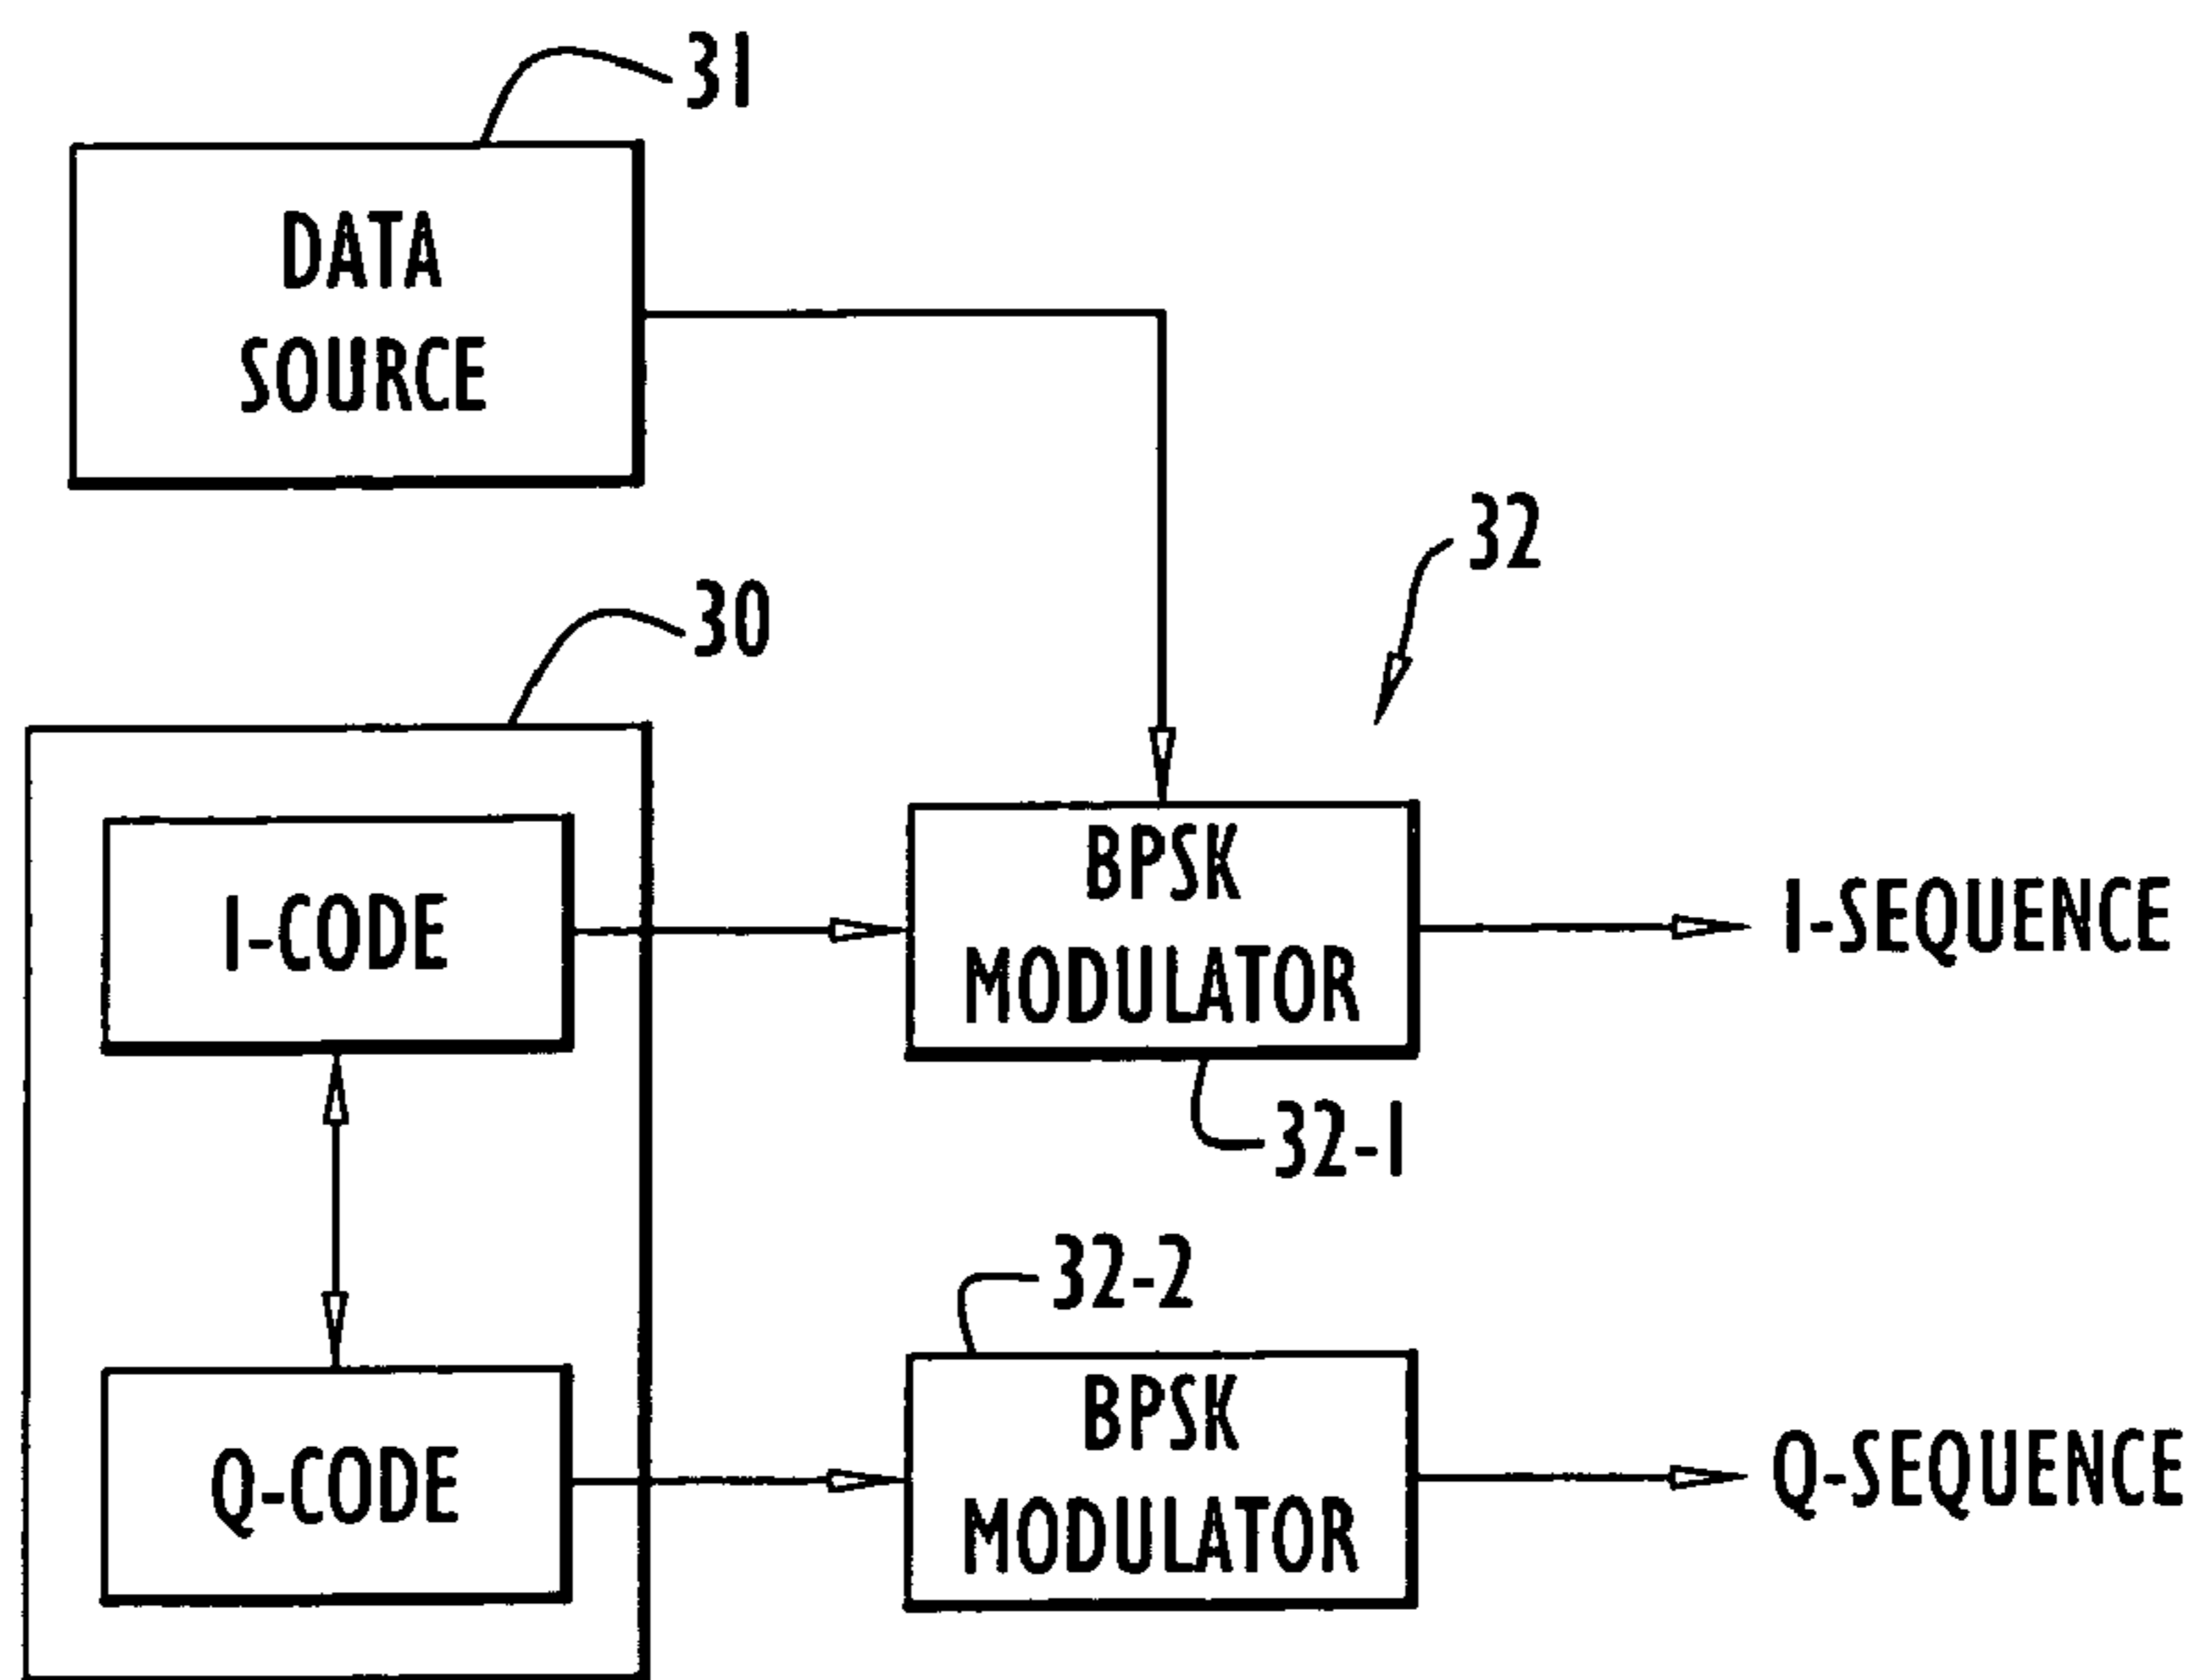 31
DATA
SOURCE
32
30
BPSK
MODULATOR
I-CODE
I-SEQUENCE
32-1
32-2
BPSK
MODULATOR
Q-CODE
Q-SEQUENCE